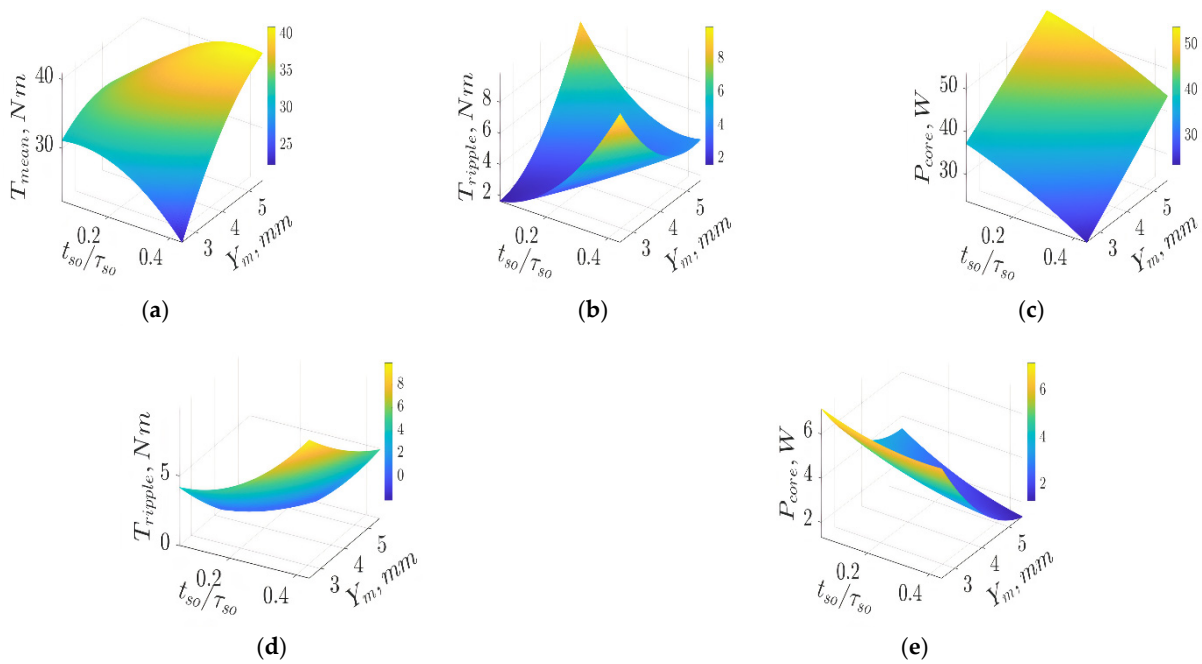 40
35
30
25
40
30
T_mean, Nm
0.2
0.4
t_so/τ_so
3
4
5
Y_m, mm
(a)
8
6
4
2
8
6
4
2
T_ripple, Nm
0.2
0.4
t_so/τ_so
3
4
5
Y_m, mm
(b)
50
40
30
50
40
30
P_core, W
0.2
0.4
t_so/τ_so
3
4
5
Y_m, mm
(c)
8
6
4
2
0
5
0
T_ripple, Nm
0.2
0.4
t_so/τ_so
3
4
5
Y_m, mm
(d)
6
4
2
6
4
2
P_core, W
0.2
0.4
t_so/τ_so
3
4
5
Y_m, mm
(e)